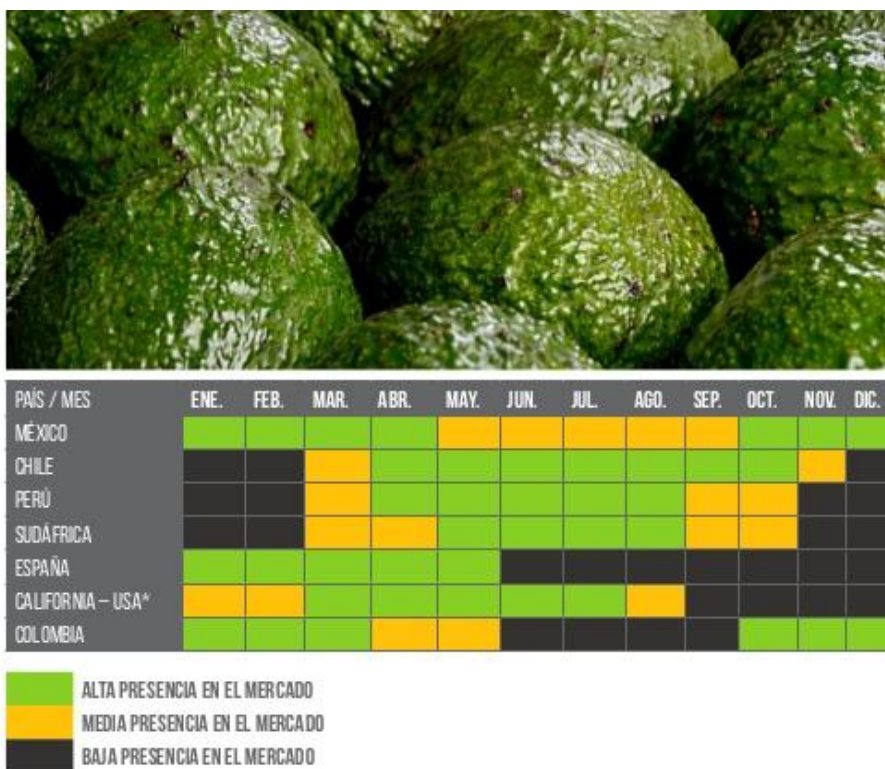 PAÍS / MES ENE. FEB. MAR. ABR. MAY. JUN. JUL. AGO. SEP. OCT. NOV. DIC.
MÉXICO
CHILE
PERÚ
SUDÁFRICA
ESPAÑA
CALIFORNIA – USA*
COLOMBIA
ALTA PRESENCIA EN EL MERCADO
MEDIA PRESENCIA EN EL MERCADO
BAJA PRESENCIA EN EL MERCADO